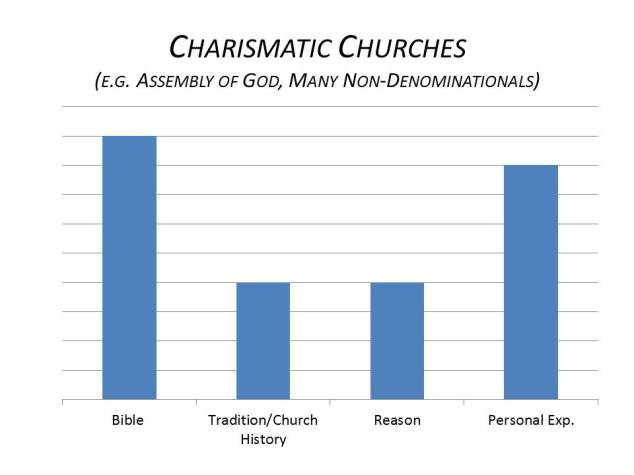 CHARISMATIC CHURCHES
(E.G. ASSEMBLY OF GOD, MANY NON-DENOMINATIONALS)
Bible
Tradition/Church
History
Reason
Personal Exp.